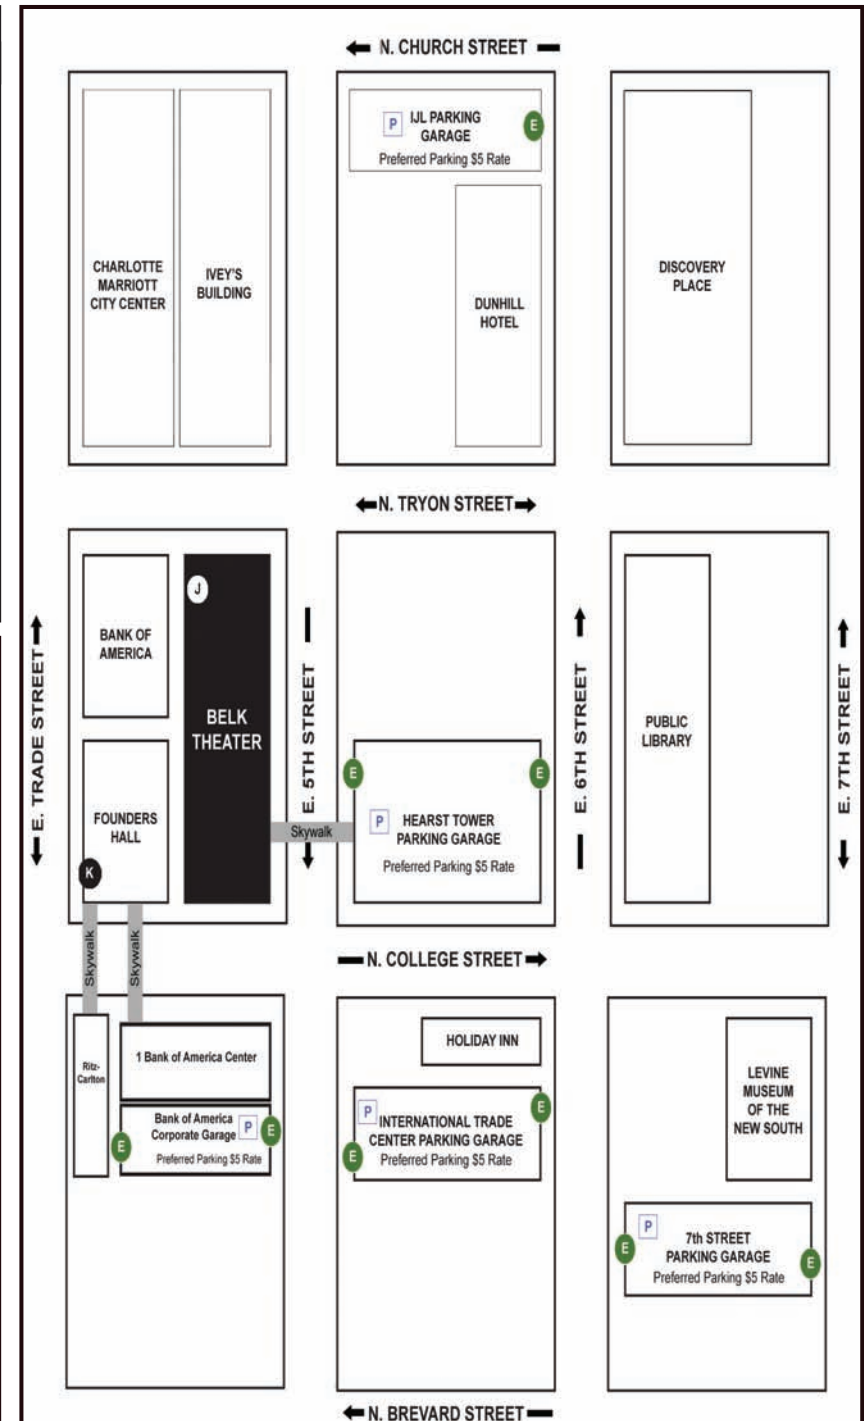 N. CHURCH STREET
P
IJL PARKING
GARAGE
E
Preferred Parking $5 Rate
CHARLOTTE
MARRIOTT
CITY CENTER
IVEY'S
BUILDING
DUNHILL
HOTEL
DISCOVERY
PLACE
N. TRYON STREET
E. TRADE STREET
BANK OF
AMERICA
J
BELK
THEATER
FOUNDERS
HALL
K
E. 5TH STREET
Skywalk
E
E
P
HEARST TOWER
PARKING GARAGE
Preferred Parking $5 Rate
E. 6TH STREET
PUBLIC
LIBRARY
E. 7TH STREET
Skywalk
Skywalk
N. COLLEGE STREET
Ritz-
Carlton
1 Bank of America Center
Bank of America
Corporate Garage
P
E
E
Preferred Parking $5 Rate
HOLIDAY INN
P
E
INTERNATIONAL TRADE
CENTER PARKING GARAGE
E
Preferred Parking $5 Rate
LEVINE
MUSEUM
OF THE
NEW SOUTH
P
7th STREET
PARKING GARAGE
E
E
Preferred Parking $5 Rate
N. BREVARD STREET